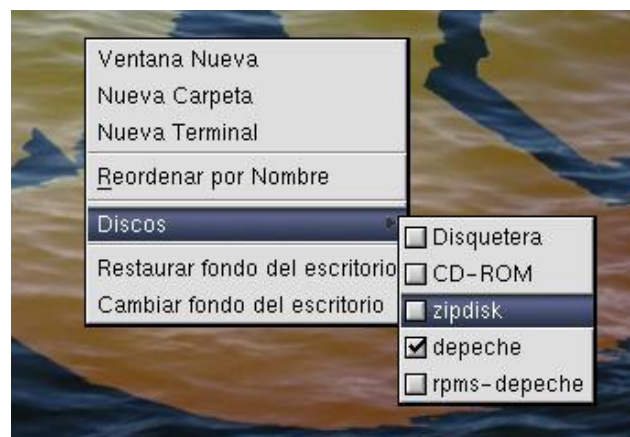 Ventana Nueva
Nueva Carpeta
Nueva Terminal
Reordenar por Nombre
Discos
Restaurar fondo del escritorio
Cambiar fondo del escritorio
Disquetera
CD-ROM
zipdisk
depeche
rpms-depeche